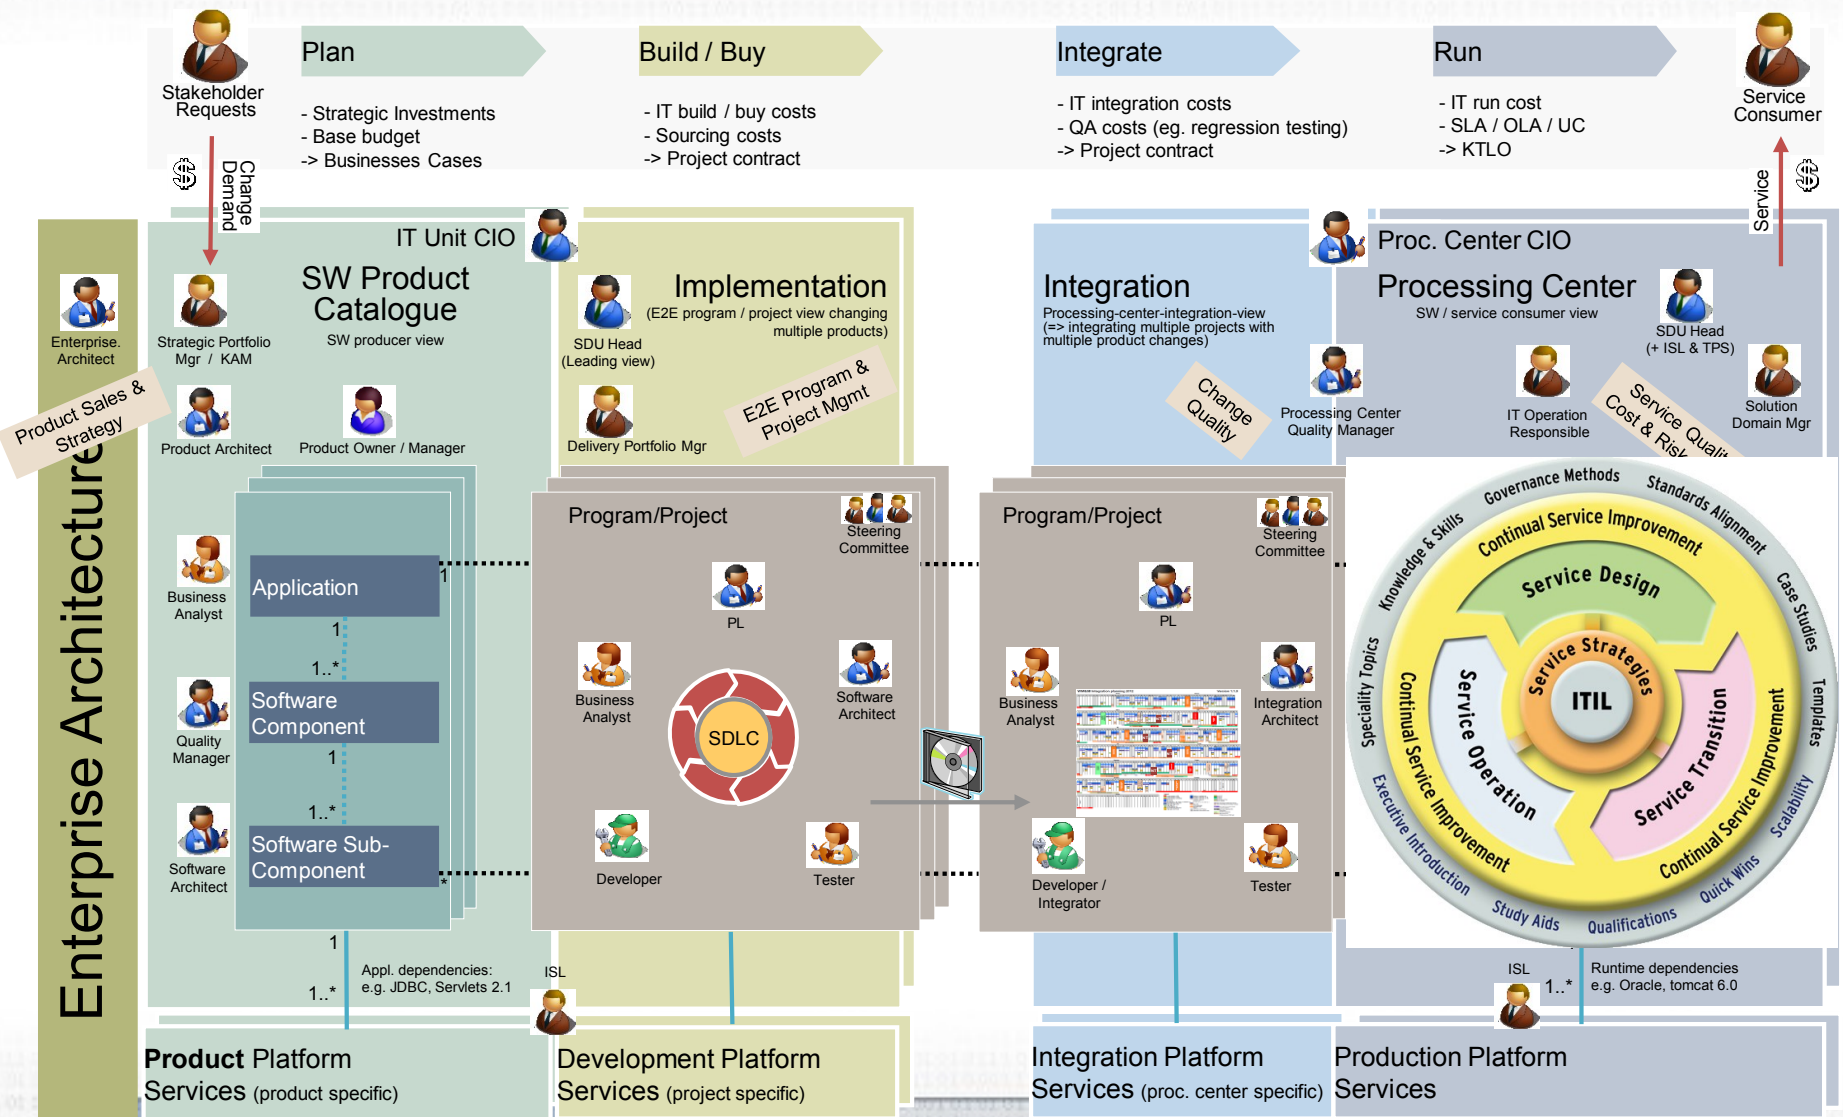 Stakeholder
Requests
Plan
- Strategic Investments
- Base budget
-> Businesses Cases
Build / Buy
- IT build / buy costs
- Sourcing costs
-> Project contract
Integrate
- IT integration costs
- QA costs (eg. regression testing)
-> Project contract
Run
- IT run cost
- SLA / OLA / UC
-> KTLO
Service
Consumer
$
Change
Demand
Service
$
Enterprise Architecture
Enterprise.
Architect
Product Sales &
Strategy
IT Unit CIO
SW Product
Catalogue
SW producer view
Strategic Portfolio
Mgr / KAM
Product Architect
Product Owner / Manager
Implementation
(E2E program / project view changing
multiple products)
SDU Head
(Leading view)
Delivery Portfolio Mgr
E2E Program &
Project Mgmt
Integration
Processing-center-integration-view
(=> integrating multiple projects with
multiple product changes)
Change
Quality
Processing Center
Quality Manager
Proc. Center CIO
Processing Center
SW / service consumer view
SDU Head
(+ ISL & TPS)
IT Operation
Responsible
Solution
Domain Mgr
Service Quality
Cost & Risk
Business
Analyst
Quality
Manager
Software
Architect
Application
1
1
1..*
Software
Component
1
1..*
Software Sub-
Component
*
1
1..*
Appl. dependencies:
e.g. JDBC, Servlets 2.1
Program/Project
Steering
Committee
PL
Business
Analyst
Software
Architect
SDLC
Developer
Tester
Program/Project
Steering
Committee
PL
Business
Analyst
Integration
Architect
Developer /
Integrator
Tester
Governance Methods
Standards Alignment
Case Studies
Templates
Scalability
Quick Wins
Qualifications
Study Aids
Executive Introduction
Speciality Topics
Knowledge & Skills
Continual Service Improvement
Continual Service Improvement
Continual Service Improvement
Service Design
Service Transition
Service Operation
Service Strategies
ITIL
ISL
ISL
1..*
Runtime dependencies
e.g. Oracle, tomcat 6.0
Product Platform
Services (product specific)
Development Platform
Services (project specific)
Integration Platform
Services (proc. center specific)
Production Platform
Services